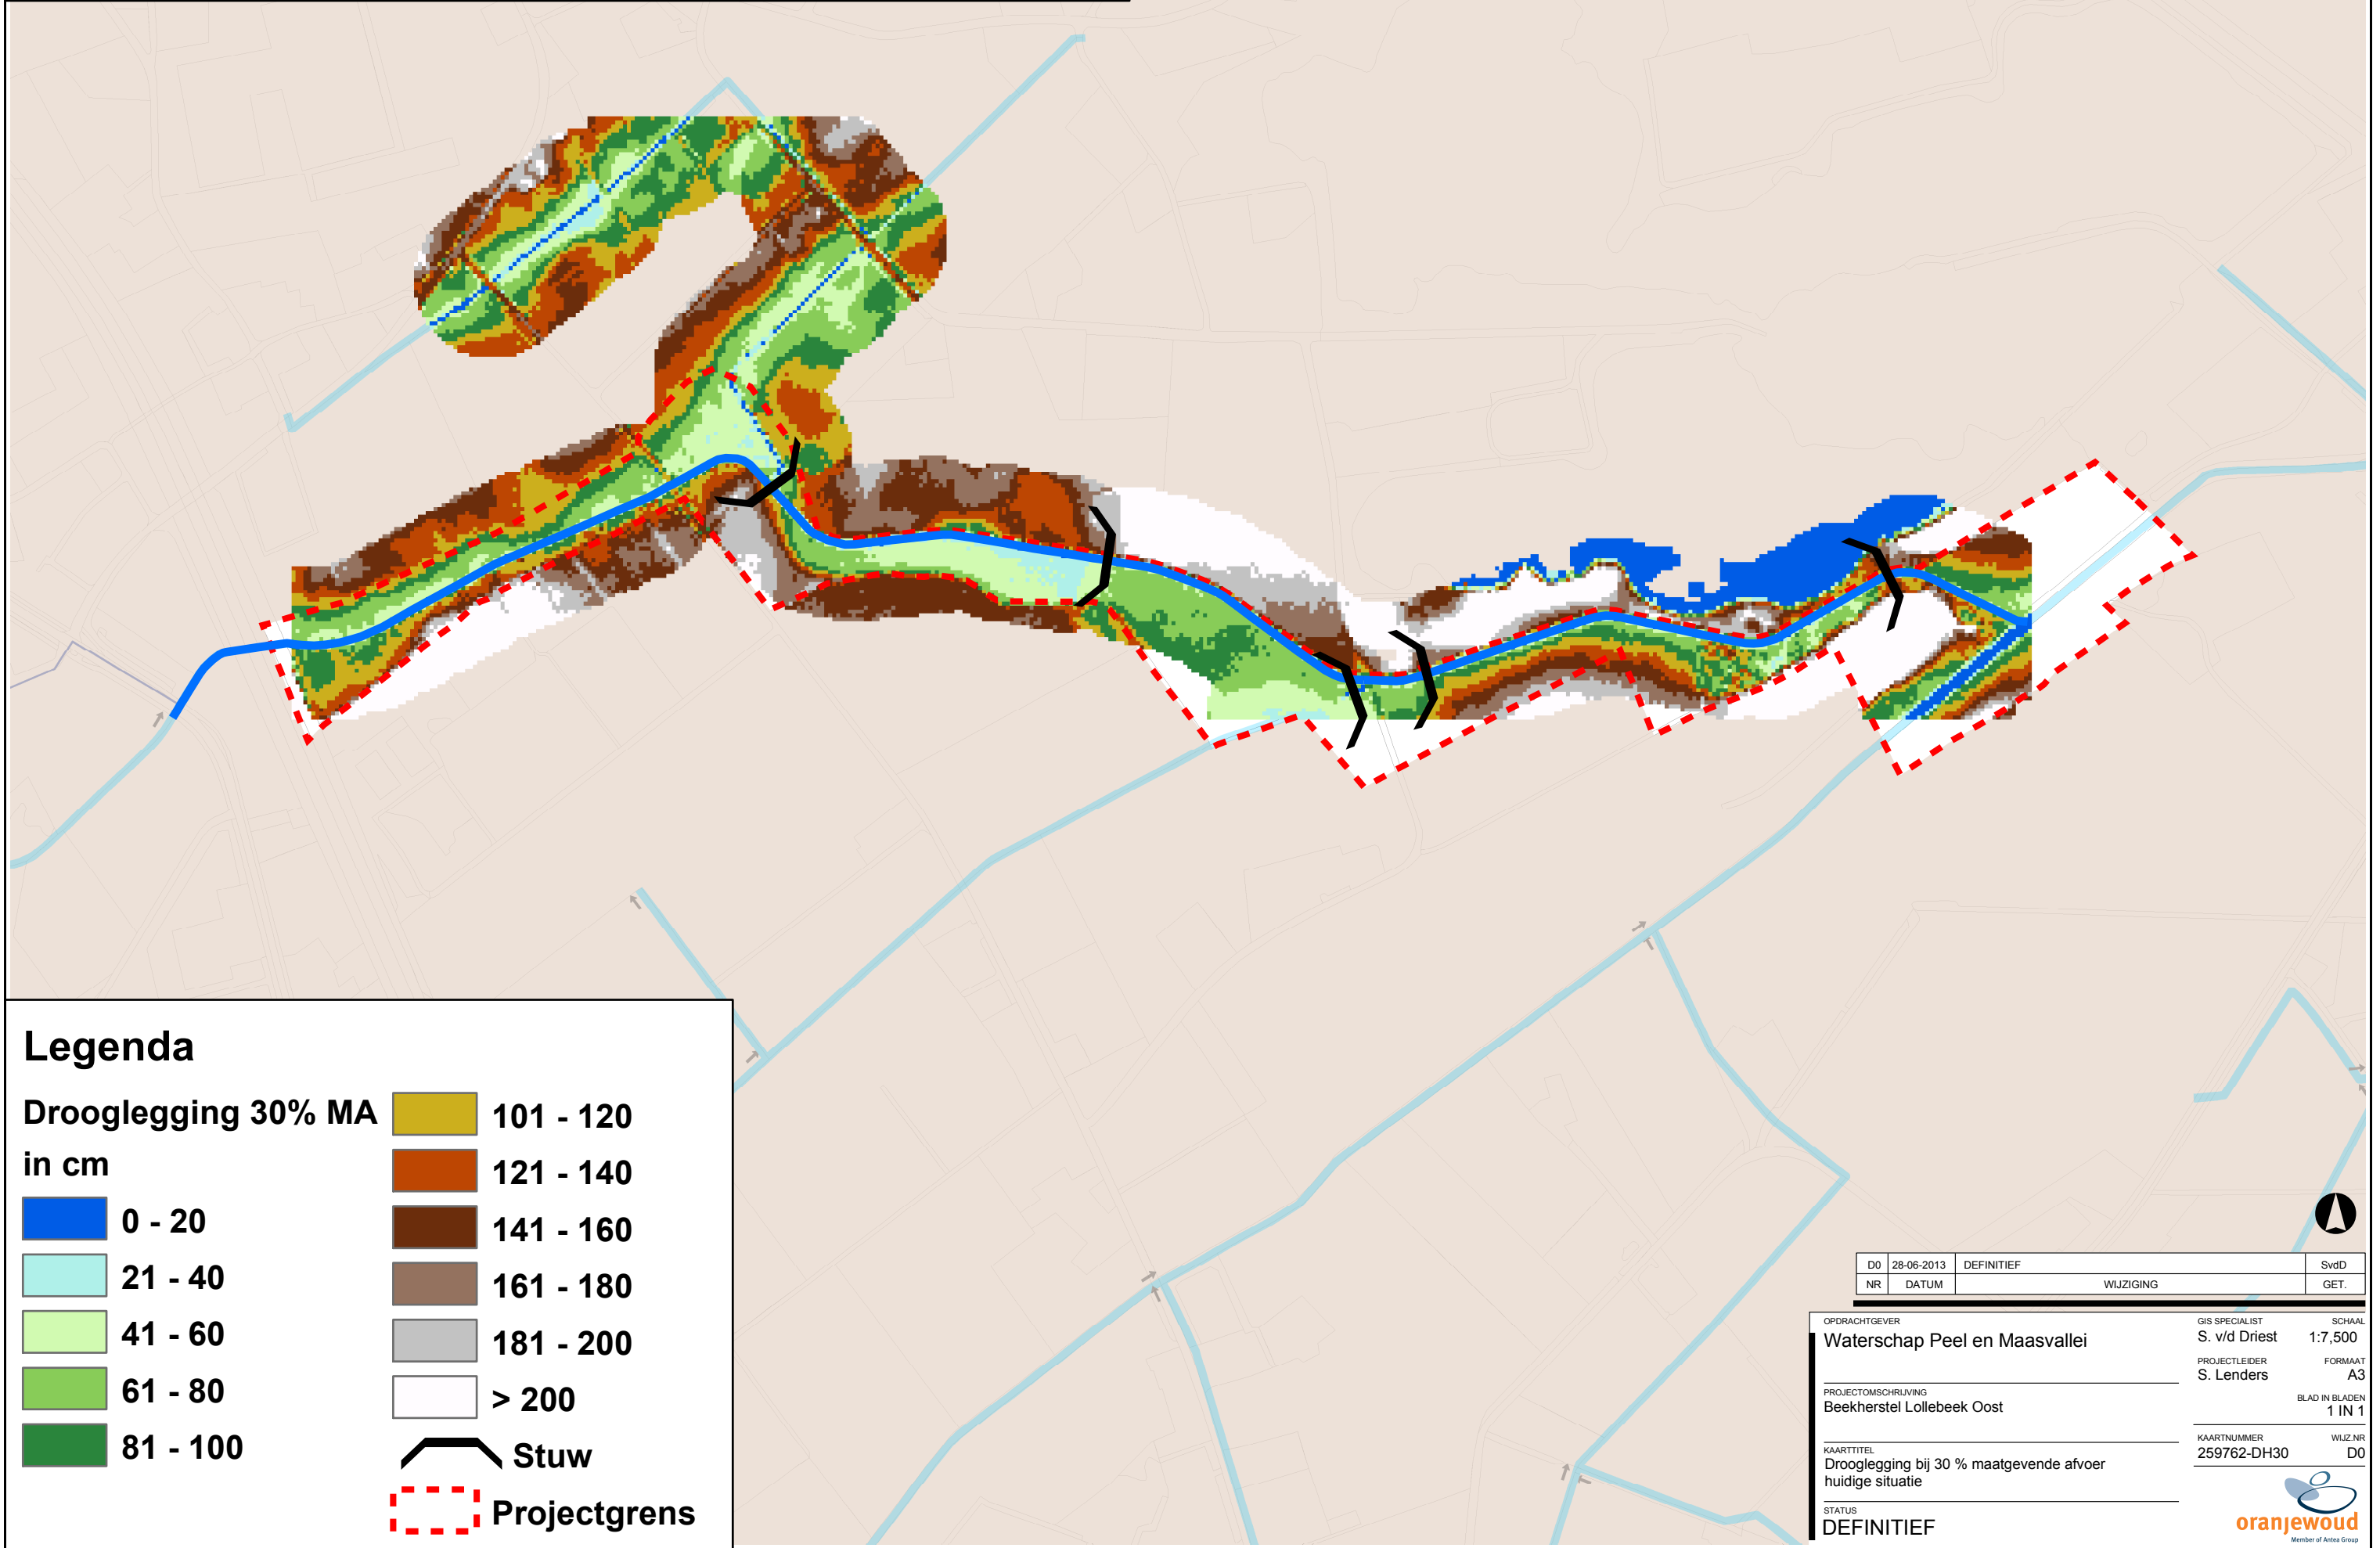 Legenda
Drooglegging 30% MA
in cm
0 - 20
21 - 40
41 - 60
61 - 80
81 - 100
101 - 120
121 - 140
141 - 160
161 - 180
181 - 200
> 200
Stuw
Projectgrens
D0 28-06-2013 DEFINITIEF SvdD
NR DATUM WIJZIGING GET.
OPDRACHTGEVER
Waterschap Peel en Maasvallei
GIS SPECIALIST SCHAAL
S. v/d Driest 1:7,500
PROJECTLEIDER FORMAAT
S. Lenders A3
PROJECTOMSCHRIJVING
Beekherstel Lollebeek Oost
BLAD IN BLADEN
1 IN 1
KAARTNUMMER WIJZ.NR
259762-DH30 D0
KAARTTITEL
Drooglegging bij 30 % maatgevende afvoer
huidige situatie
STATUS
DEFINITIEF
oranjewoud
Member of Antea Group